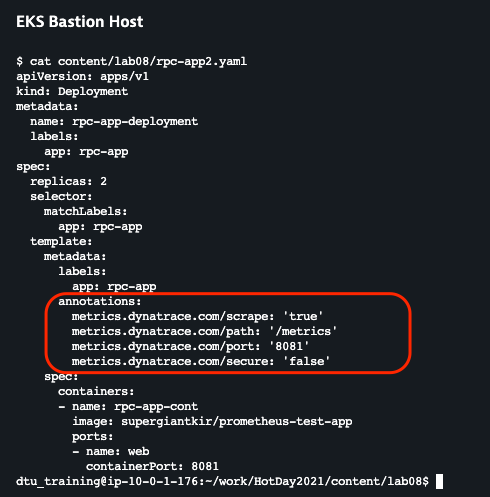 EKS Bastion Host
$ cat content/lab08/rpc-app2.yaml
apiVersion: apps/v1
kind: Deployment
metadata:
  name: rpc-app-deployment
  labels:
    app: rpc-app
spec:
  replicas: 2
  selector:
    matchLabels:
      app: rpc-app
  template:
    metadata:
      labels:
        app: rpc-app
      annotations:
        metrics.dynatrace.com/scrape: 'true'
        metrics.dynatrace.com/path: '/metrics'
        metrics.dynatrace.com/port: '8081'
        metrics.dynatrace.com/secure: 'false'
    spec:
      containers:
      - name: rpc-app-cont
        image: supergiantkir/prometheus-test-app
        ports:
        - name: web
          containerPort: 8081
dtu_training@ip-10-0-1-176:~/work/HotDay2021/content/lab08$